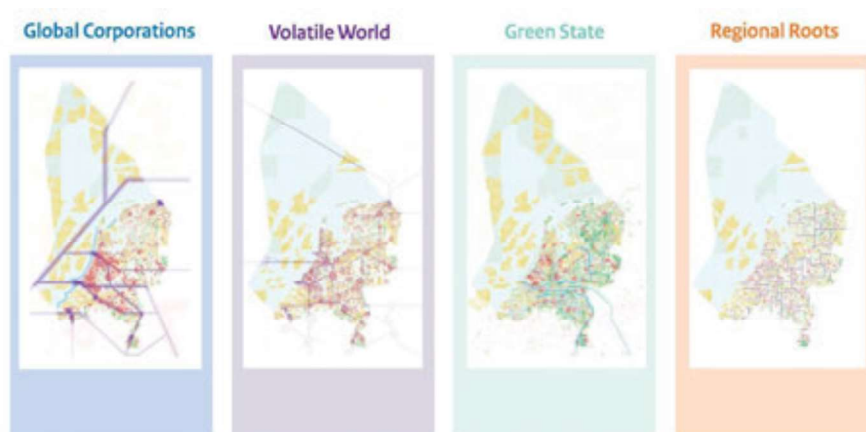 Global Corporations
Volatile World
Green State
Regional Roots